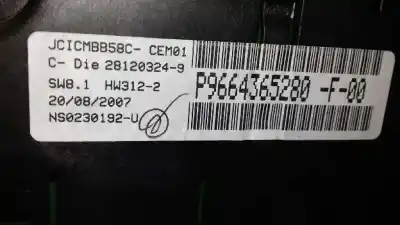 JCICMBB58C- CEM01
C- Die 28120324-9
SW8.1 HW312-2
20/08/2007
NS0230192-U
P9664365280 -F-00